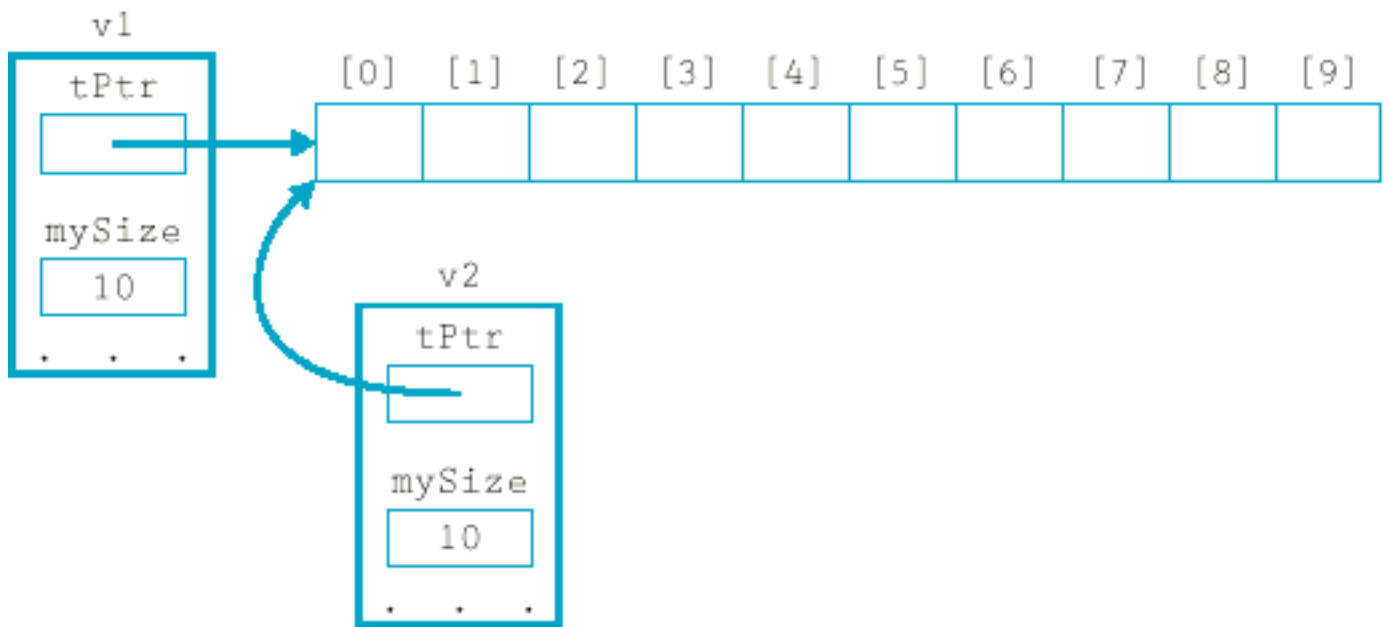 v1
tPtr
[0] [1] [2] [3] [4] [5] [6] [7] [8] [9]
mySize
10
. . .
v2
tPtr
mySize
10
. . .